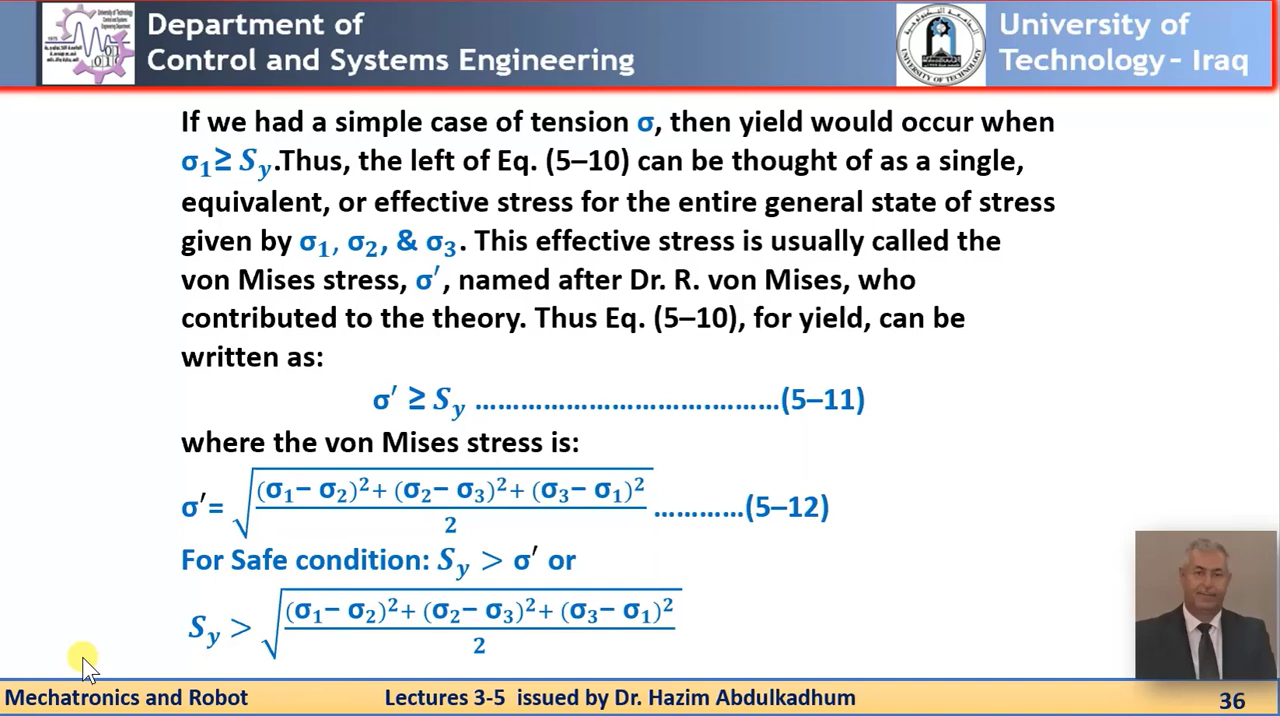 Department of
Control and Systems Engineering
University of
Technology - Iraq
If we had a simple case of tension σ, then yield would occur when
σ₁≥ S_y.Thus, the left of Eq. (5–10) can be thought of as a single,
equivalent, or effective stress for the entire general state of stress
given by σ₁, σ₂, & σ₃. This effective stress is usually called the
von Mises stress, σ′, named after Dr. R. von Mises, who
contributed to the theory. Thus Eq. (5–10), for yield, can be
written as:
σ′ ≥ S_y ……………………………………(5–11)
where the von Mises stress is:
σ′= √((σ₁− σ₂)²+ (σ₂− σ₃)²+ (σ₃− σ₁)²/2) …………(5–12)
For Safe condition: S_y > σ′ or
S_y > √((σ₁− σ₂)²+ (σ₂− σ₃)²+ (σ₃− σ₁)²/2)
Mechatronics and Robot
Lectures 3-5 issued by Dr. Hazim Abdulkadhum
36